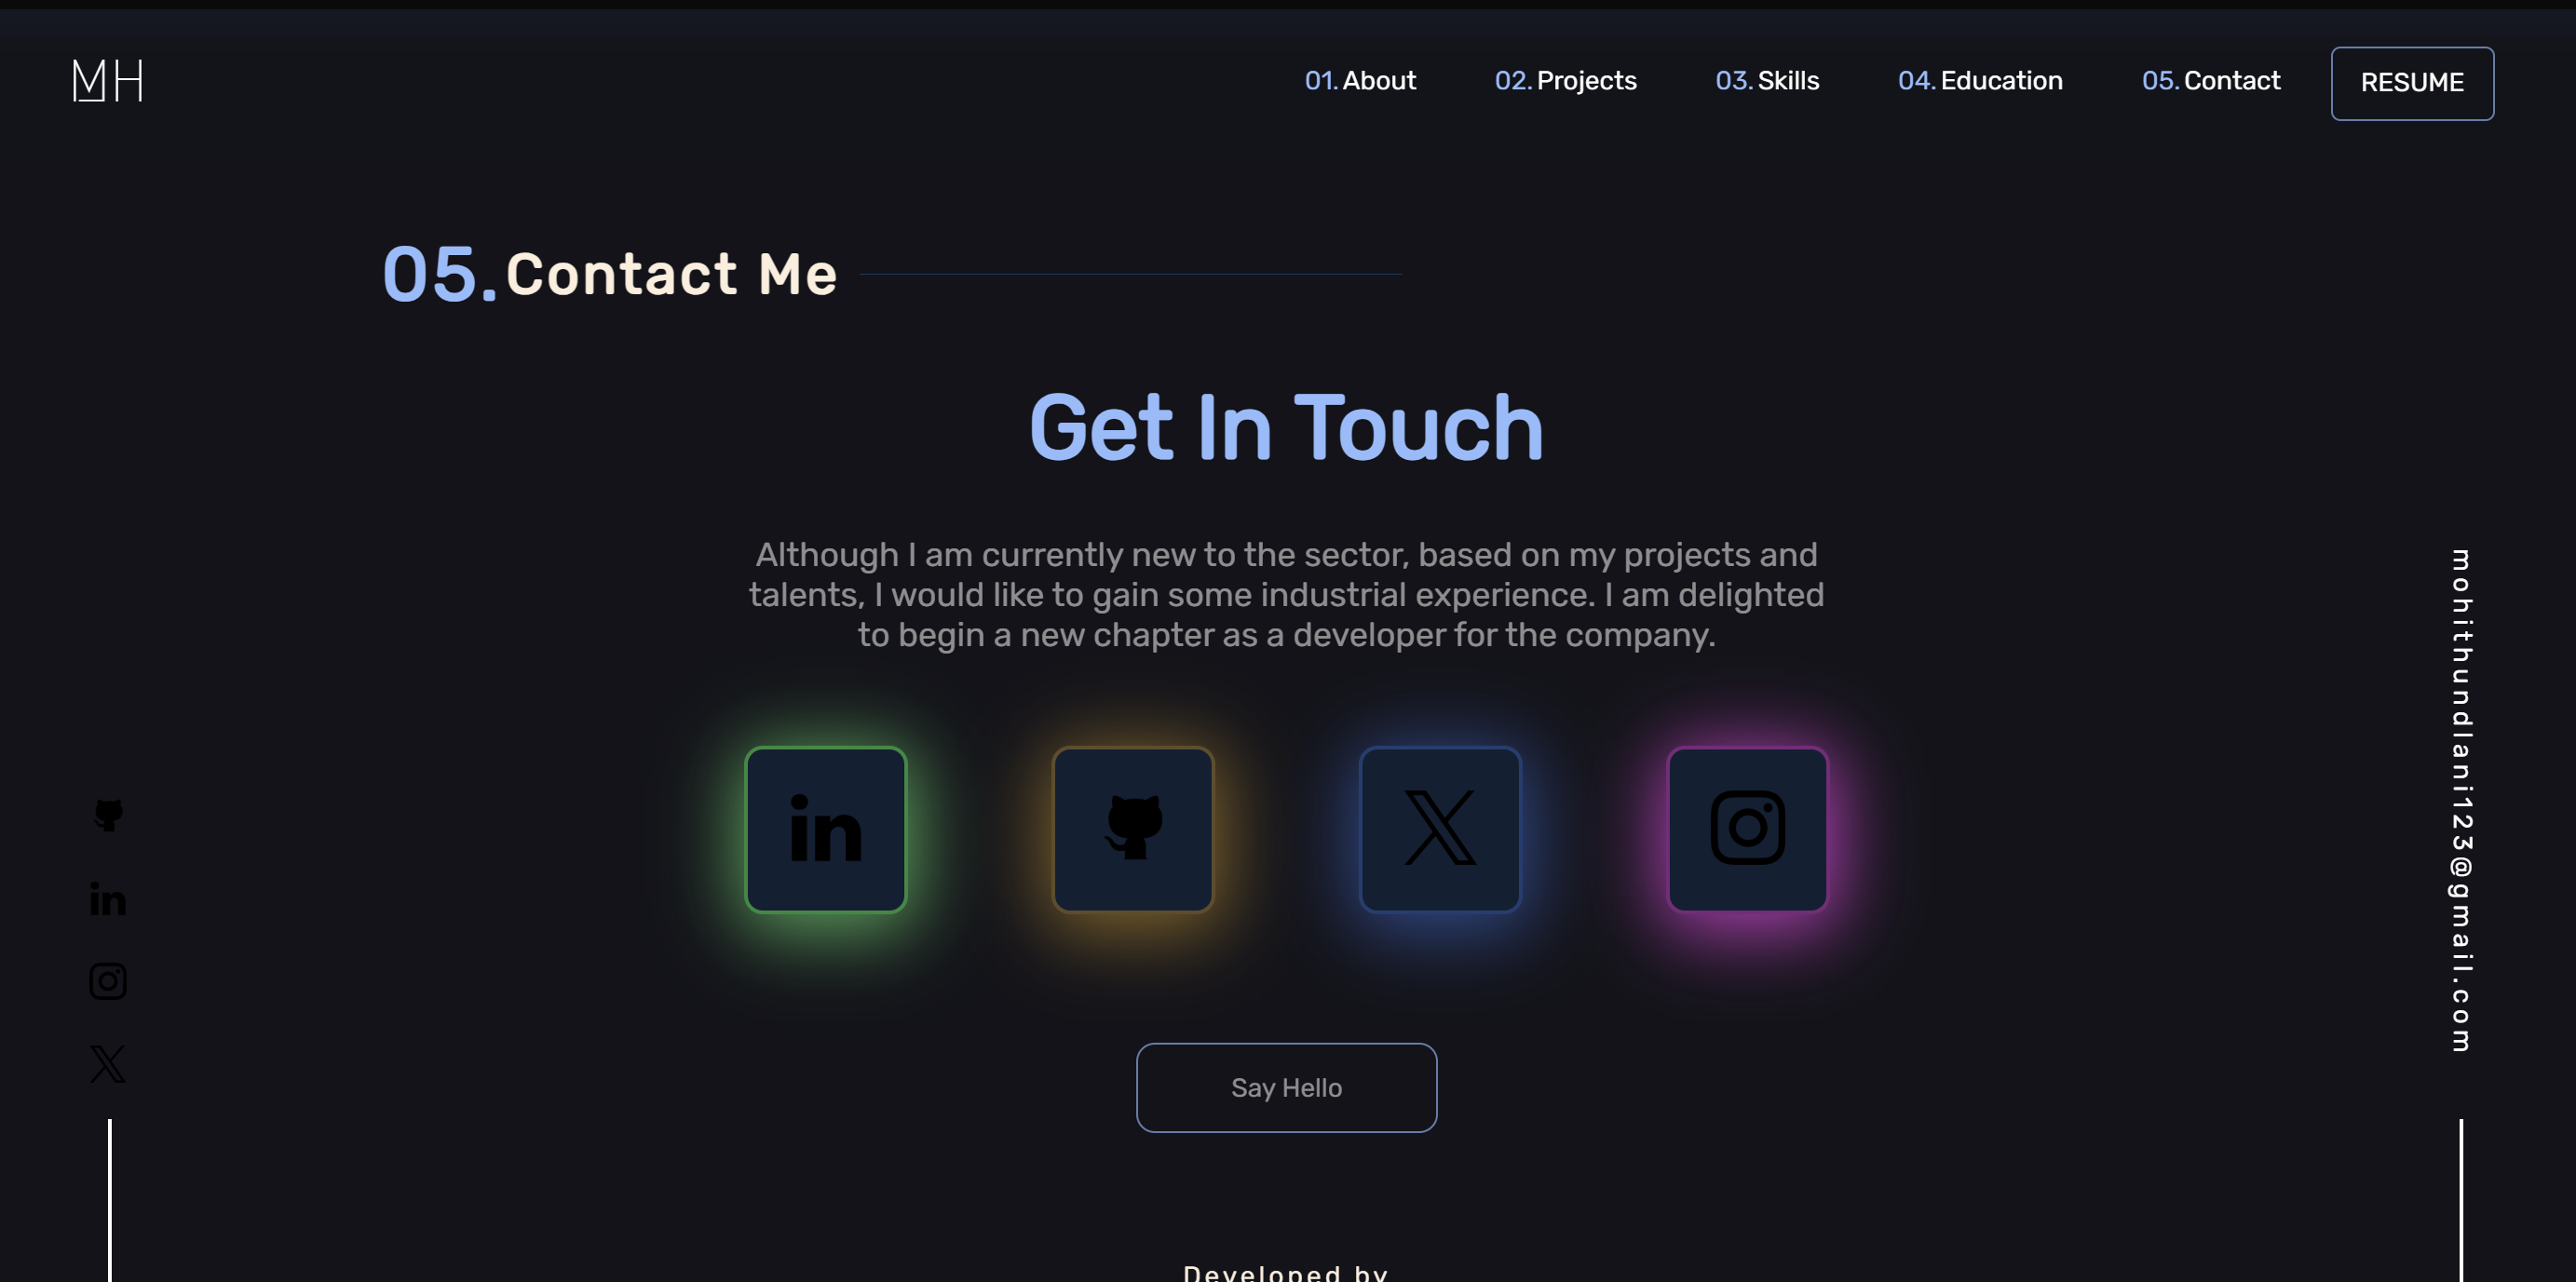 MH
01. About 02. Projects 03. Skills 04. Education 05. Contact RESUME
05. Contact Me
Get In Touch
Although I am currently new to the sector, based on my projects and
talents, I would like to gain some industrial experience. I am delighted
to begin a new chapter as a developer for the company.
mohithundlani123@gmail.com
in
in
Say Hello
Developed by